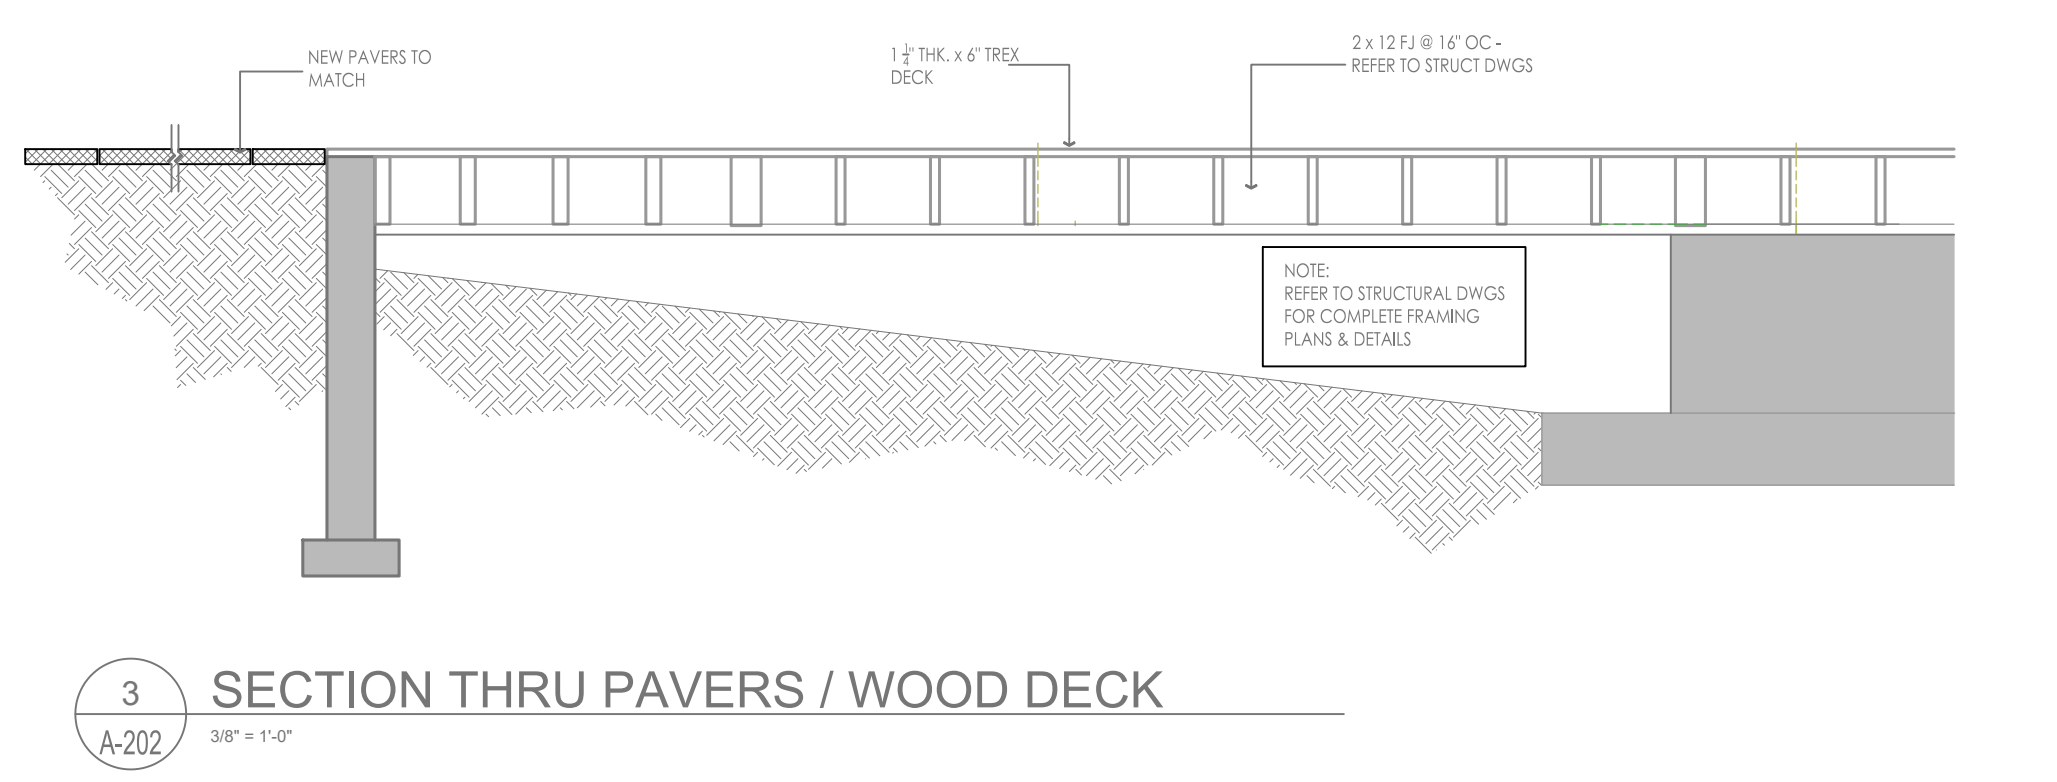 NEW PAVERS TO
MATCH
1 1/4" THK. x 6" TREX
DECK
2 x 12 FJ @ 16" OC -
REFER TO STRUCT DWGS
NOTE:
REFER TO STRUCTURAL DWGS
FOR COMPLETE FRAMING
PLANS & DETAILS
3
A-202
SECTION THRU PAVERS / WOOD DECK
3/8" = 1'-0"